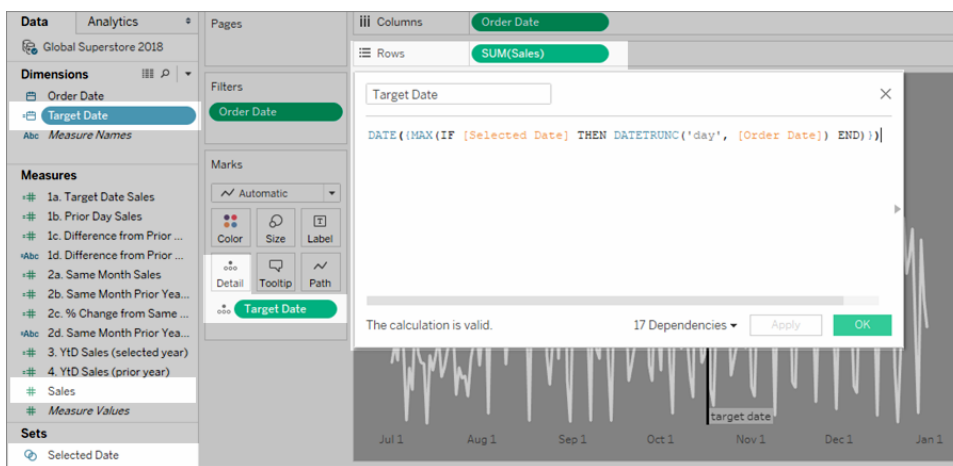 Data Analytics
Global Superstore 2018
Dimensions
Order Date
Target Date
Abc Measure Names
Measures
1a. Target Date Sales
1b. Prior Day Sales
1c. Difference from Prior ...
Abc 1d. Difference from Prior ...
2a. Same Month Sales
2b. Same Month Prior Yea...
2c. % Change from Same ...
Abc 2d. Same Month Prior Yea...
3. YtD Sales (selected year)
4. YtD Sales (prior year)
Sales
Measure Values
Sets
Selected Date
Pages
Filters
Order Date
Marks
Automatic
Color Size Label
Detail Tooltip Path
Target Date
Columns Order Date
Rows SUM(Sales)
Target Date
DATE({MAX(IF [Selected Date] THEN DATETRUNC('day', [Order Date]) END)})
The calculation is valid. 17 Dependencies Apply OK
target date
Jul 1 Aug 1 Sep 1 Oct 1 Nov 1 Dec 1 Jan 1